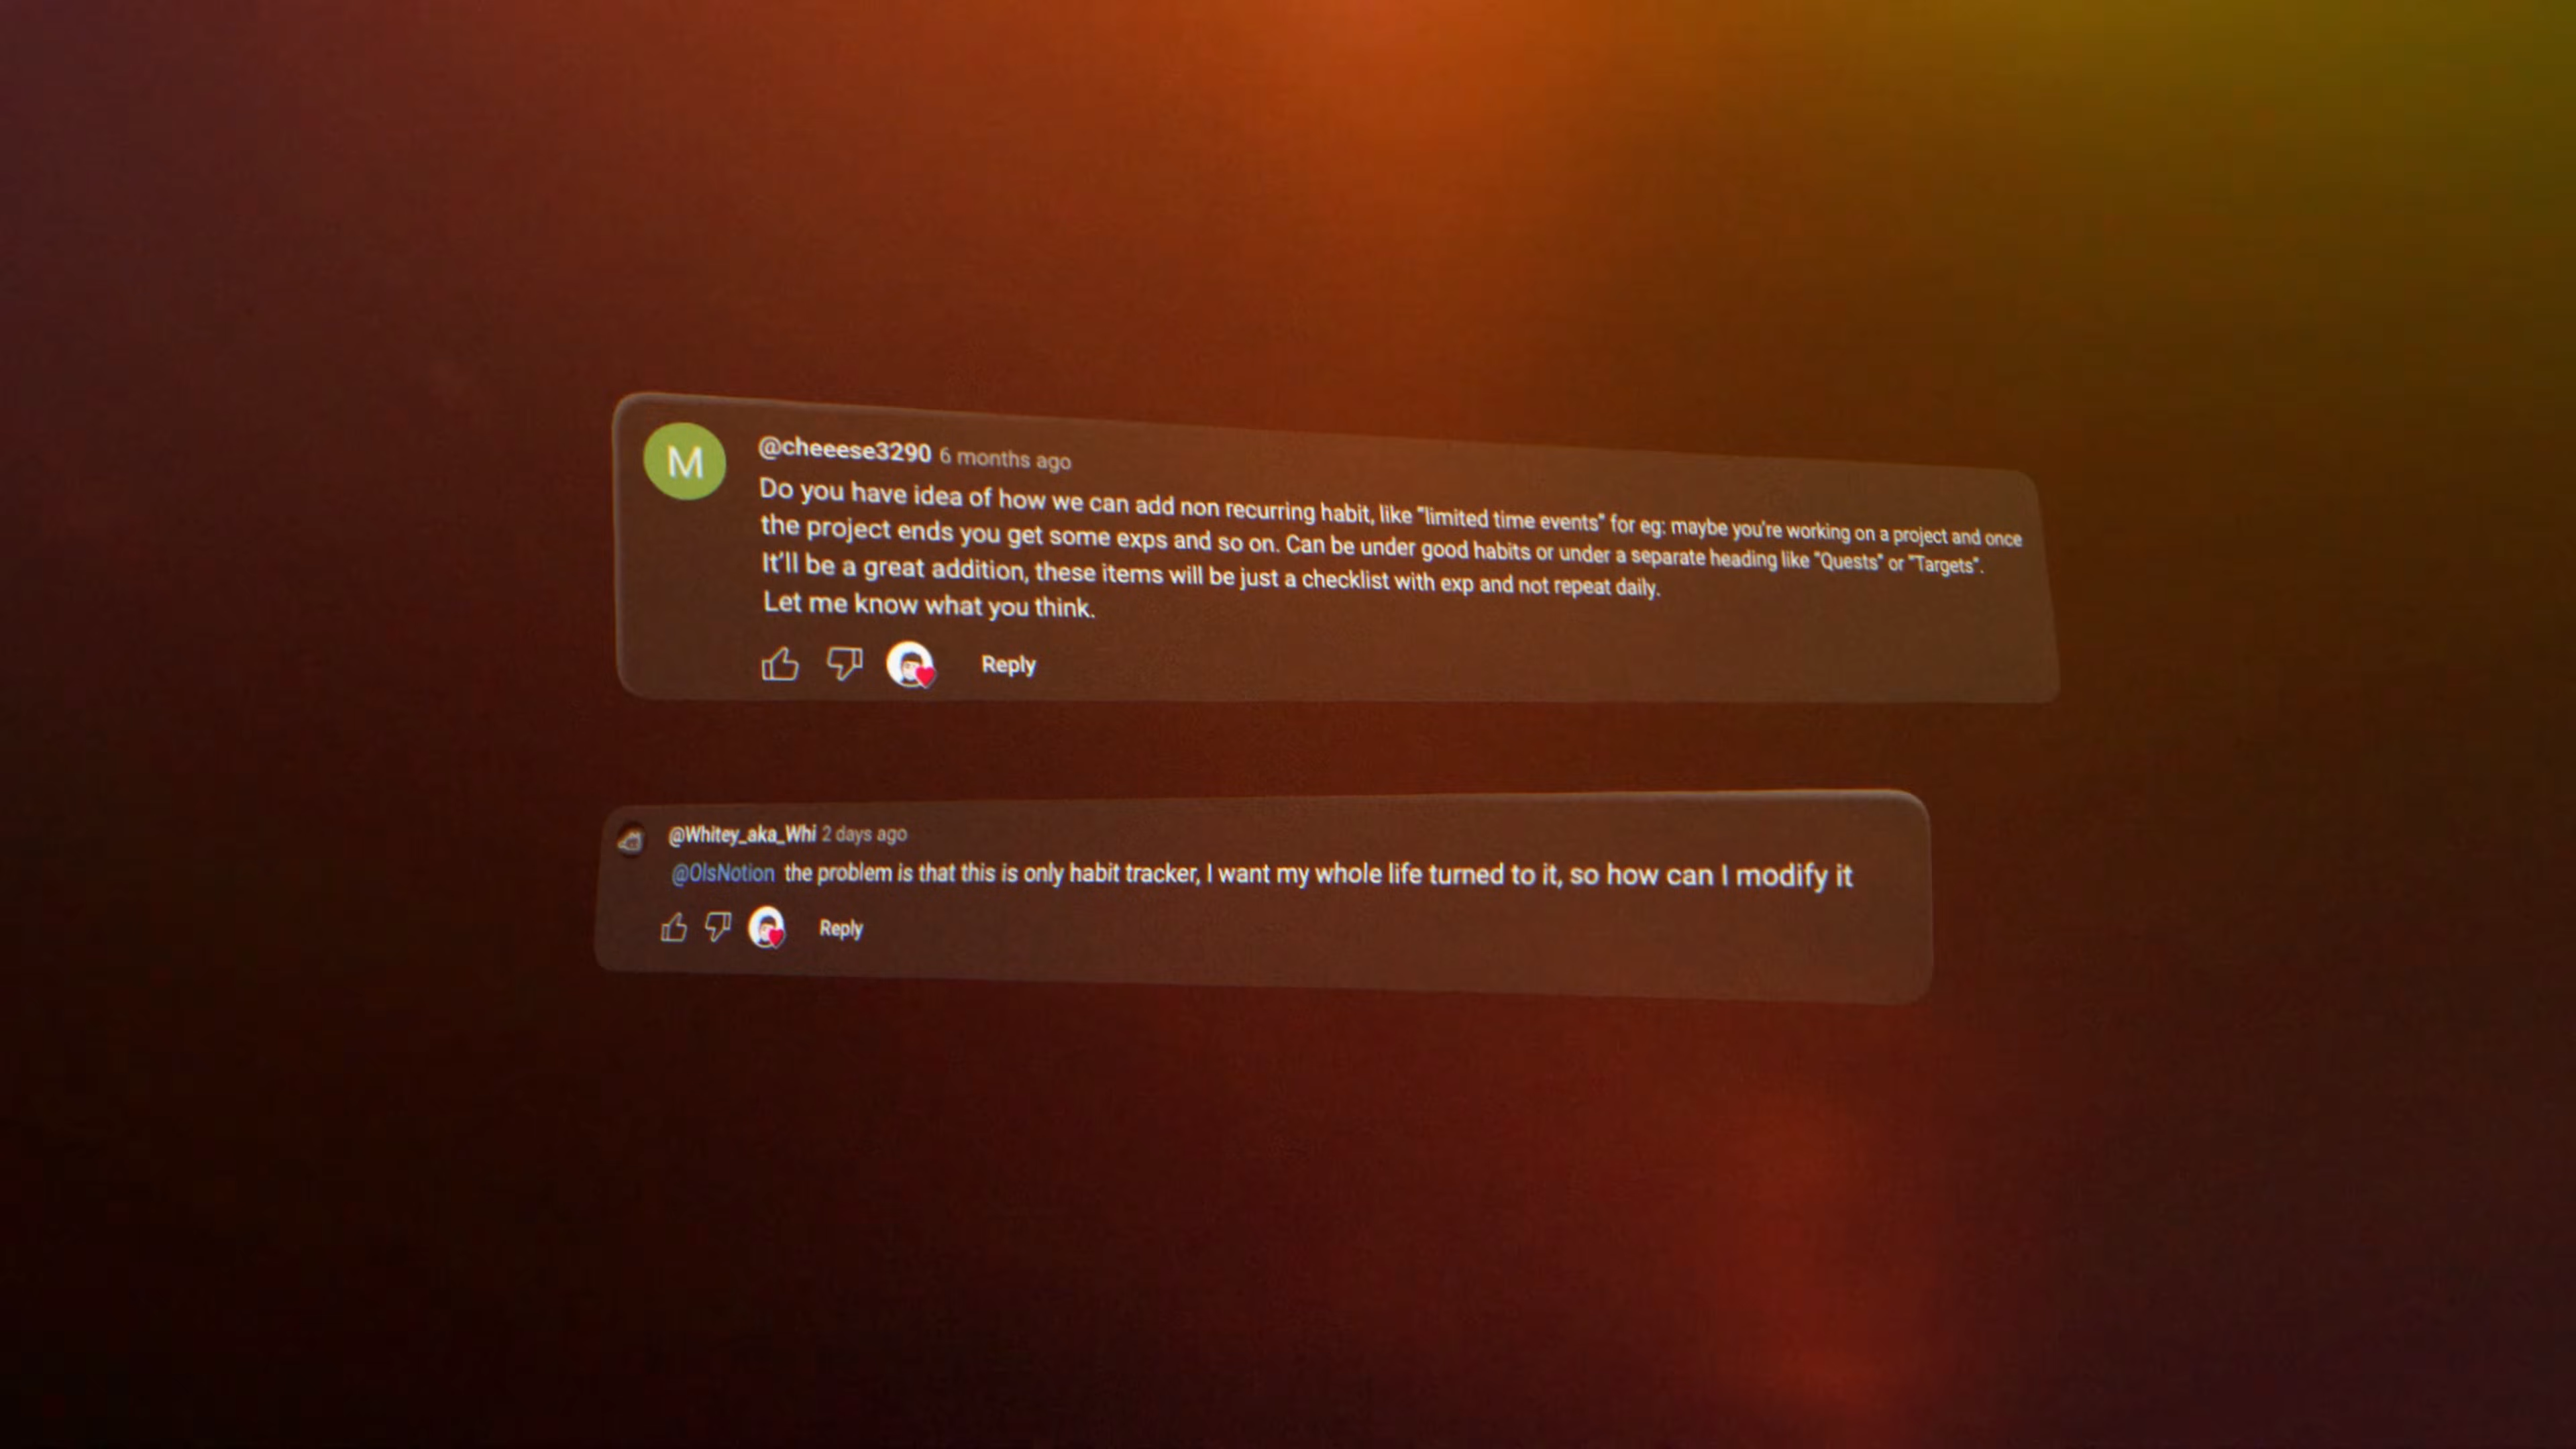 M
@cheeese3290 6 months ago
Do you have idea of how we can add non recurring habit, like "limited time events" for eg: maybe you're working on a project and once
the project ends you get some exps and so on. Can be under good habits or under a separate heading like "Quests" or "Targets".
It'll be a great addition, these items will be just a checklist with exp and not repeat daily.
Let me know what you think.
Reply
@Whitey_aka_Whi 2 days ago
@OlsNotion the problem is that this is only habit tracker, I want my whole life turned to it, so how can I modify it
Reply